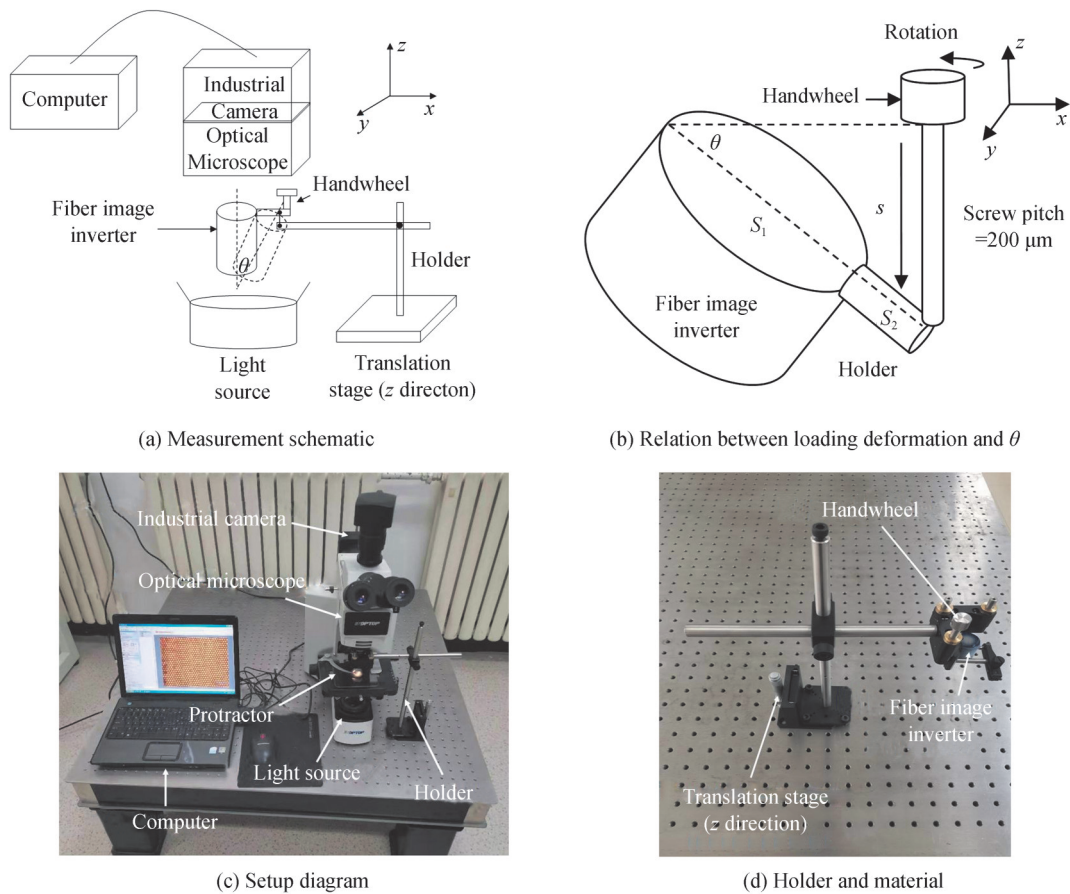 Computer
Industrial
Camera
Optical
Microscope
z
x
y
Handwheel
Fiber image
inverter
θ
Holder
Light
source
Translation
stage (z directon)
(a) Measurement schematic
Rotation
Handwheel
z
x
y
θ
s
S1
Screw pitch
=200 μm
Fiber image
inverter
S2
Holder
(b) Relation between loading deformation and θ
Industrial camera
Optical microscope
Protractor
Light source
Holder
Computer
(c) Setup diagram
Handwheel
Fiber image
inverter
Translation stage
(z direction)
(d) Holder and material